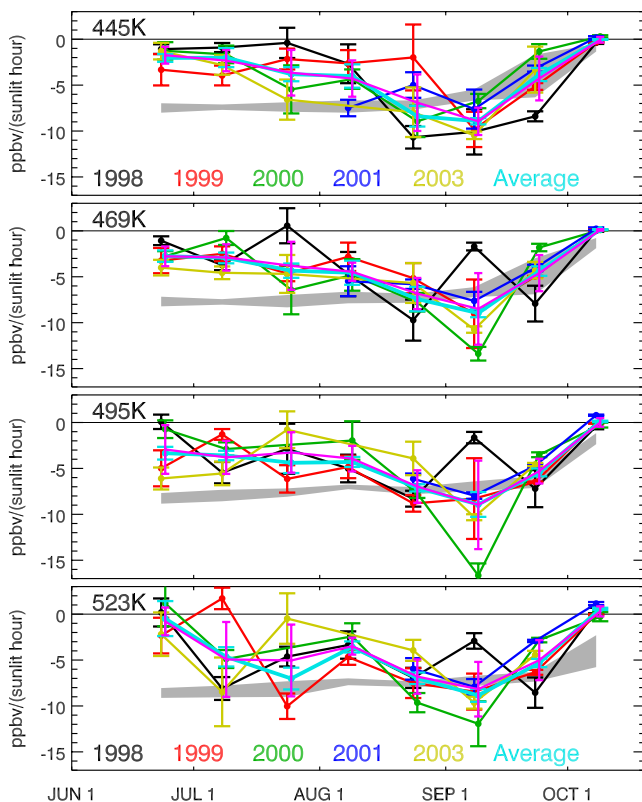 445K
ppbv/(sunlit hour)
0
-5
-10
-15
1998 1999 2000 2001 2003 Average
469K
ppbv/(sunlit hour)
0
-5
-10
-15
495K
ppbv/(sunlit hour)
0
-5
-10
-15
523K
ppbv/(sunlit hour)
0
-5
-10
-15
1998 1999 2000 2001 2003 Average
JUN 1 JUL 1 AUG 1 SEP 1 OCT 1